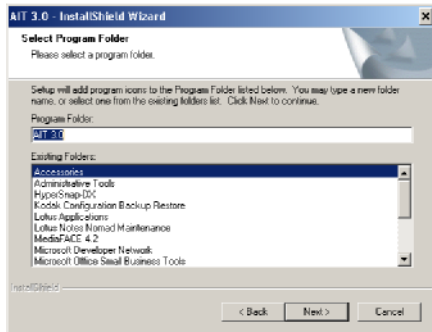 AIT 3.0 - InstallShield Wizard
Select Program Folder
Please select a program folder.
Setup will add program icons to the Program Folder listed below. You may type a new folder
name, or select one from the existing folders list. Click Next to continue.
Program Folder:
AIT 3.0
Existing Folders:
Accessories
Administrative Tools
HyperSnap-DX
Kodak Configuration Backup Restore
Lotus Applications
Lotus Notes Nomad Maintenance
MediaFACE 4.2
Microsoft Developer Network
Microsoft Office Small Business Tools
InstallShield
< Back
Next >
Cancel